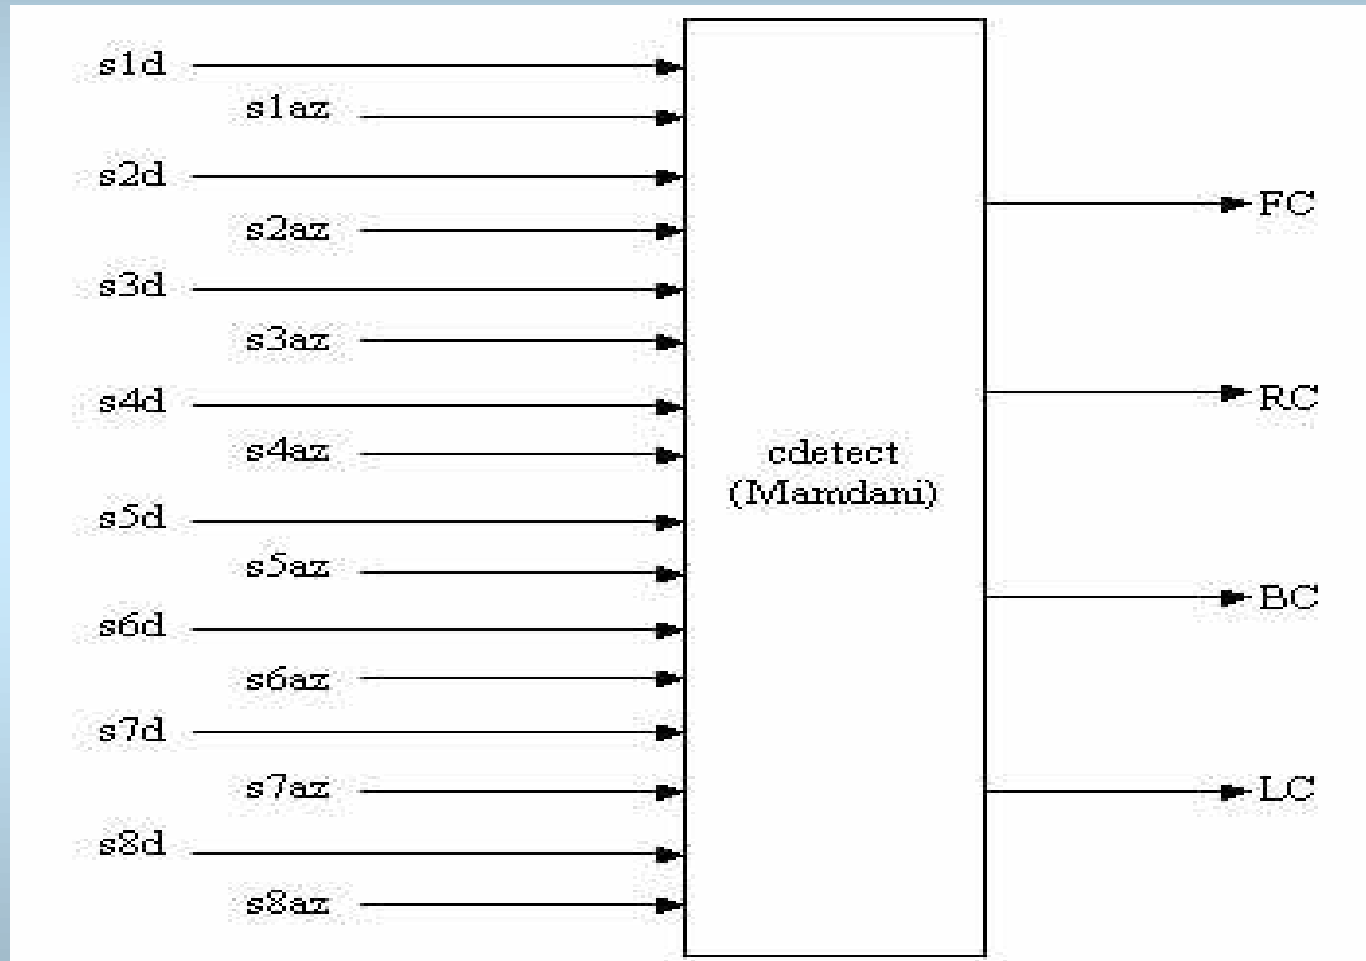 s1d
s1az
s2d
s2az
s3d
s3az
s4d
s4az
s5d
s5az
s6d
s6az
s7d
s7az
s8d
s8az
cdetect
(Mamdani)
FC
RC
BC
LC